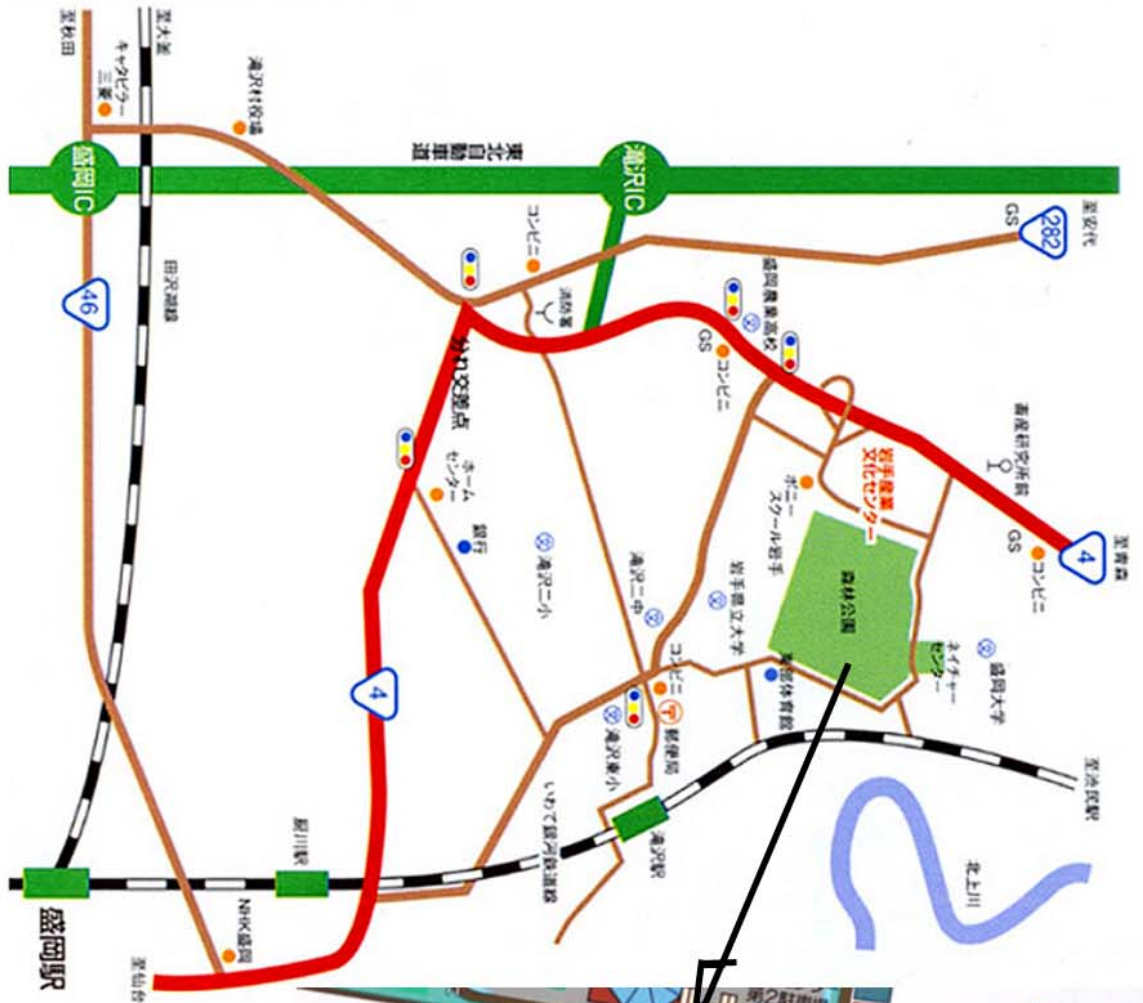 至青森
至安代
至渋民駅
4
282
コンビニ
GS
GS
畜産研究所前
盛岡大学
北上川
ネイチャー
センター
岩手産業
文化センター
森林公園
ポニー
スクール岩手
東部体育館
盛岡農業高校
岩手県立大学
コンビニ
GS
コンビニ
郵便局
滝沢駅
滝沢IC
滝沢二中
滝沢東小
消防署
滝沢二小
いわて銀河鉄道線
コンビニ
東北自動車道
銀行
ホーム
センター
分れ交差点
4
厨川駅
滝沢村役場
NHK盛岡
田沢湖線
至大釜
キャタピラー
三菱
至仙台
盛岡IC
46
至秋田
盛岡駅